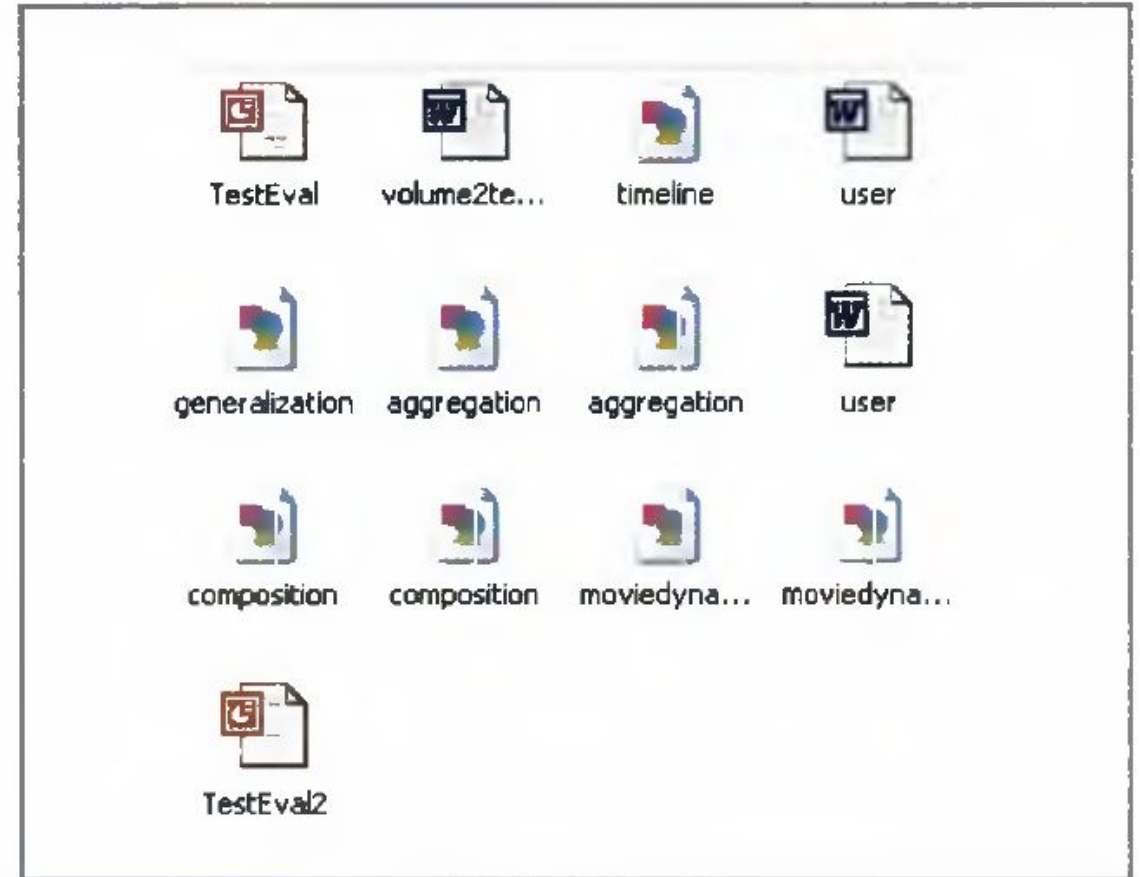 TestEval volume2te... timeline user
generalization aggregation aggregation user
composition composition moviedyna... moviedyna...
TestEval2